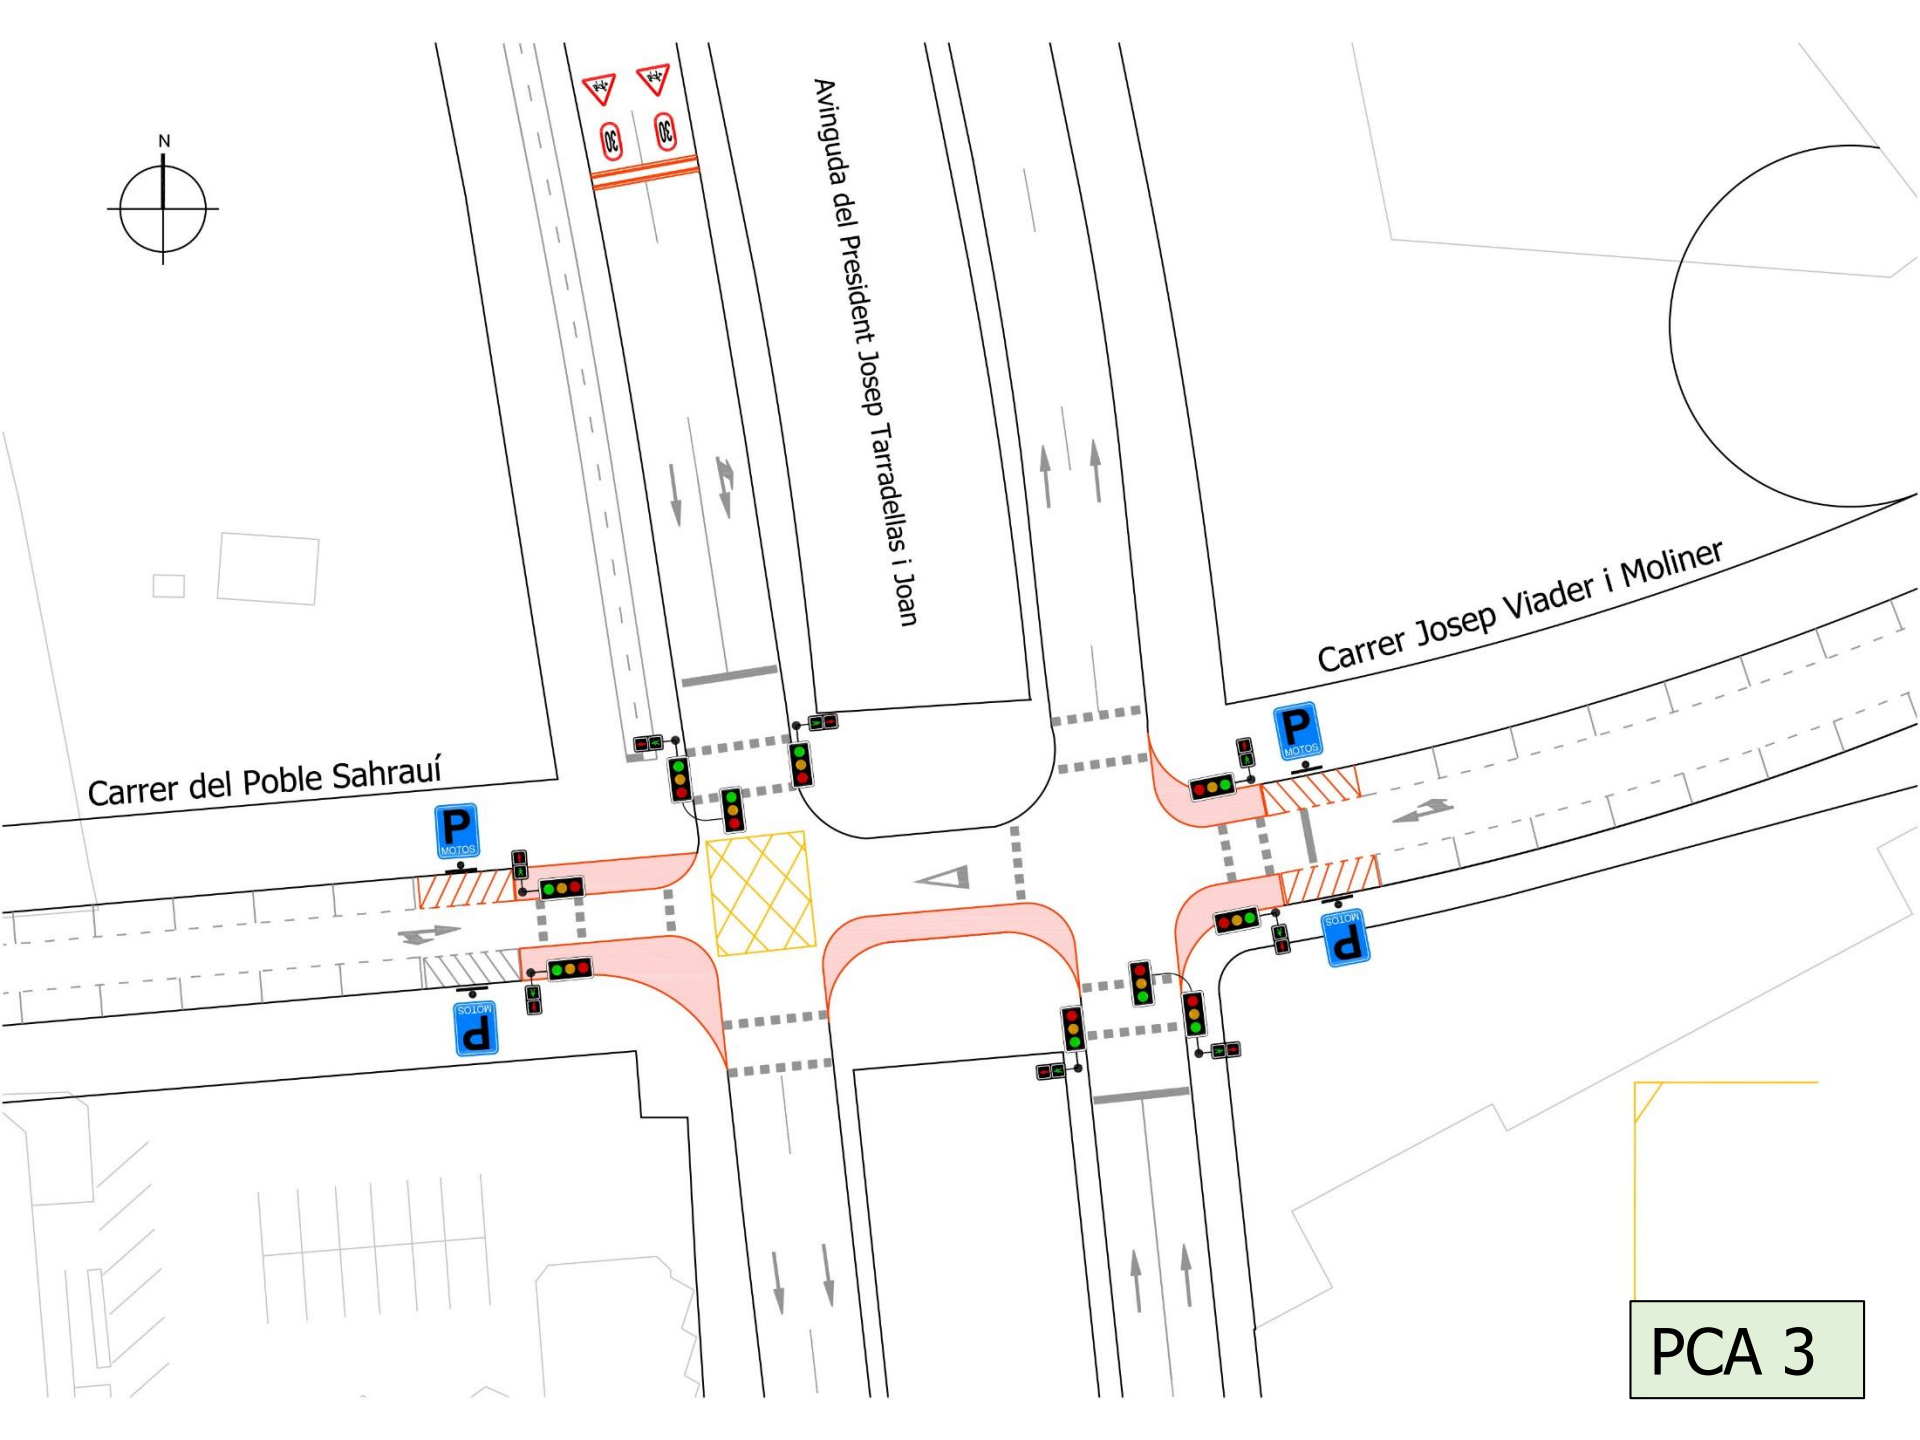 N
30
30
Avinguda del President Josep Tarradellas i Joan
Carrer Josep Viader i Moliner
P
MOTOS
Carrer del Poble Sahrauí
P
MOTOS
P
MOTOS
P
MOTOS
PCA 3